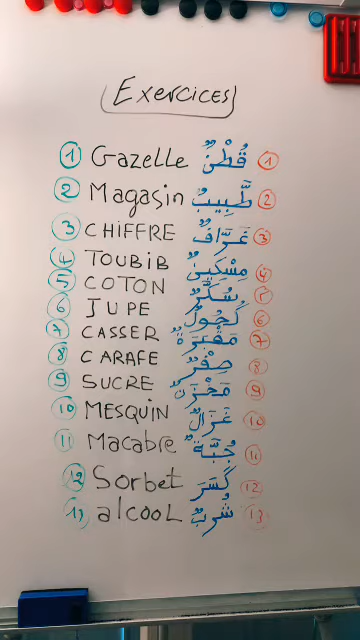 Exercices
1 Gazelle قُطْنٌ 1
2 Magasin طَبِيبٌ 2
3 CHIFFRE غَرَّافٌ 3
4 TOUBIB مِسْكِينٌ 4
5 COTON سُكَّرٌ 5
6 JUPE كُحُولٌ 6
7 CASSER مَقْبَرَةٌ 7
8 CARAFE صِفْرٌ 8
9 SUCRE مَخْزَنٌ 9
10 MESQUIN غَزَالٌ 10
11 Macabre جُبَّةٌ 11
12 Sorbet كَسَرَ 12
13 alcooL شُربٌ 13